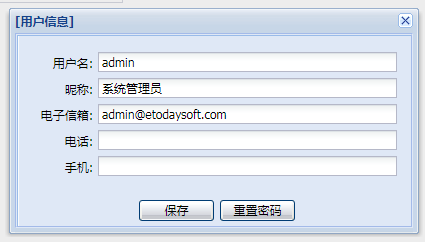 [用户信息]
用户名: admin
昵称: 系统管理员
电子信箱: admin@etodaysoft.com
电话:
手机:
保存 重置密码